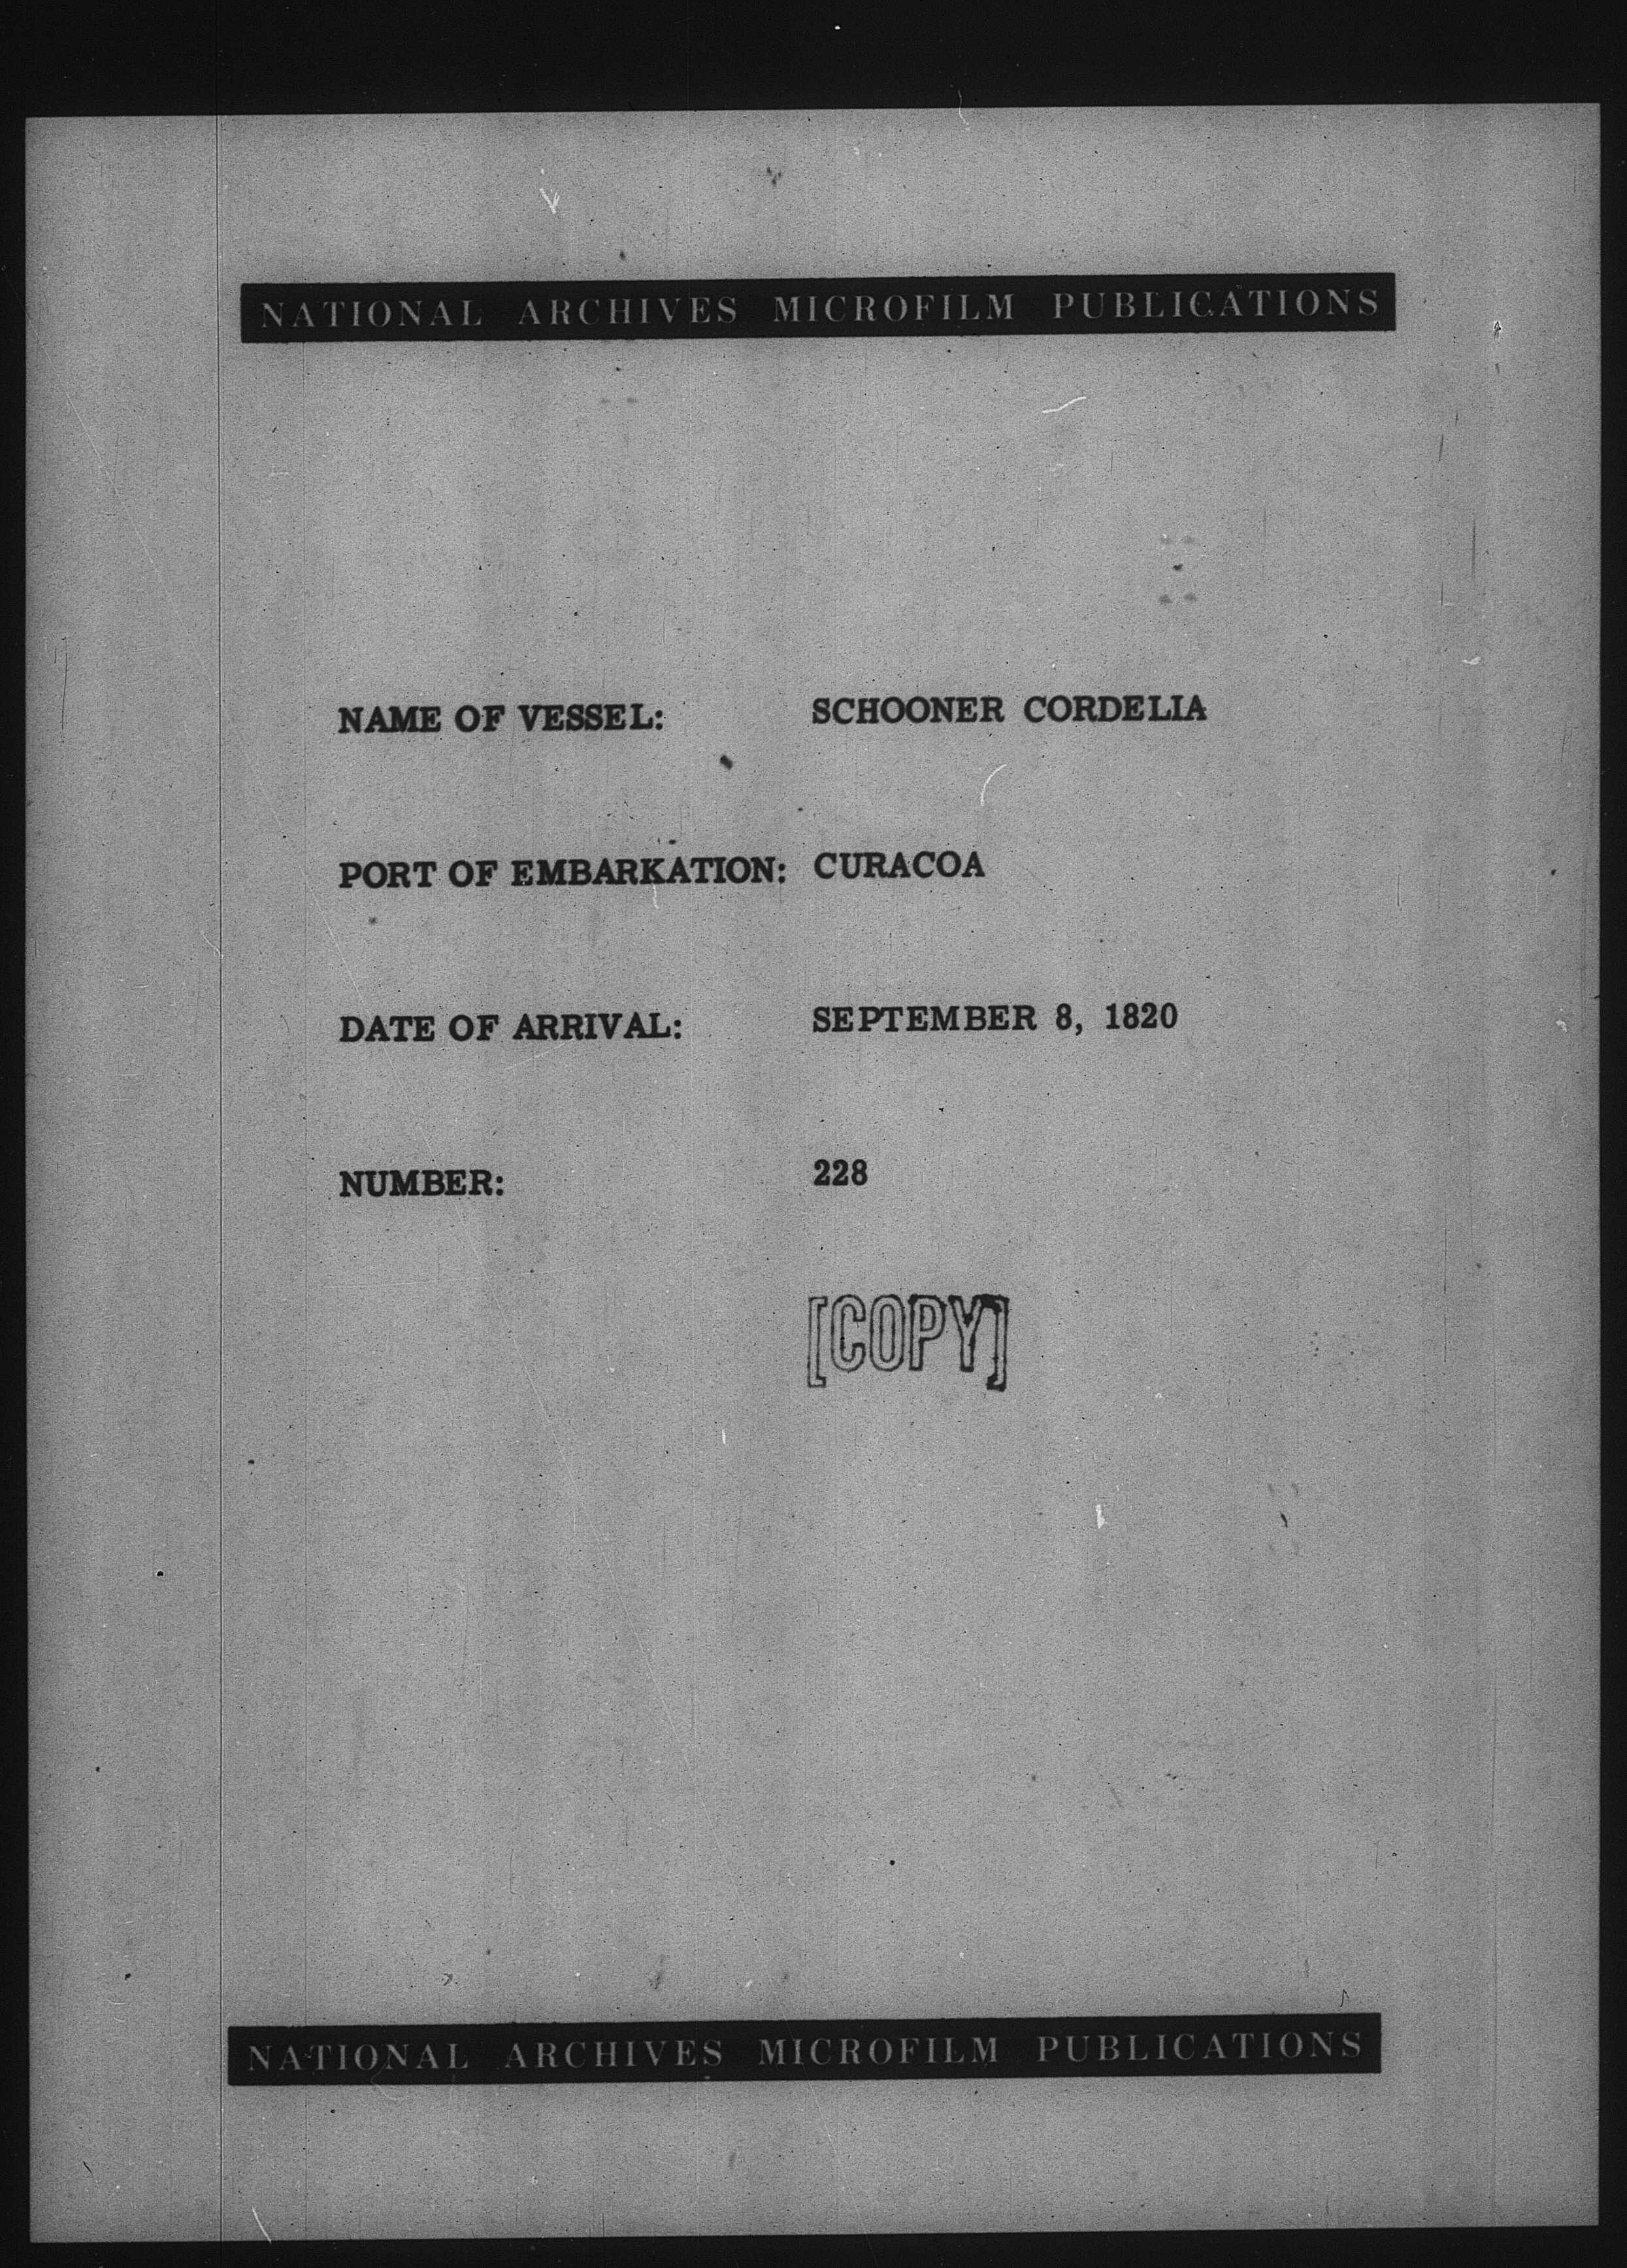 NATIONAL ARCHIVES MICROFILM PUBLICATIONS
NAME OF VESSEL: SCHOONER CORDELIA
PORT OF EMBARKATION: CURACOA
DATE OF ARRIVAL: SEPTEMBER 8, 1820
NUMBER: 228
[COPY]
NATIONAL ARCHIVES MICROFILM PUBLICATIONS